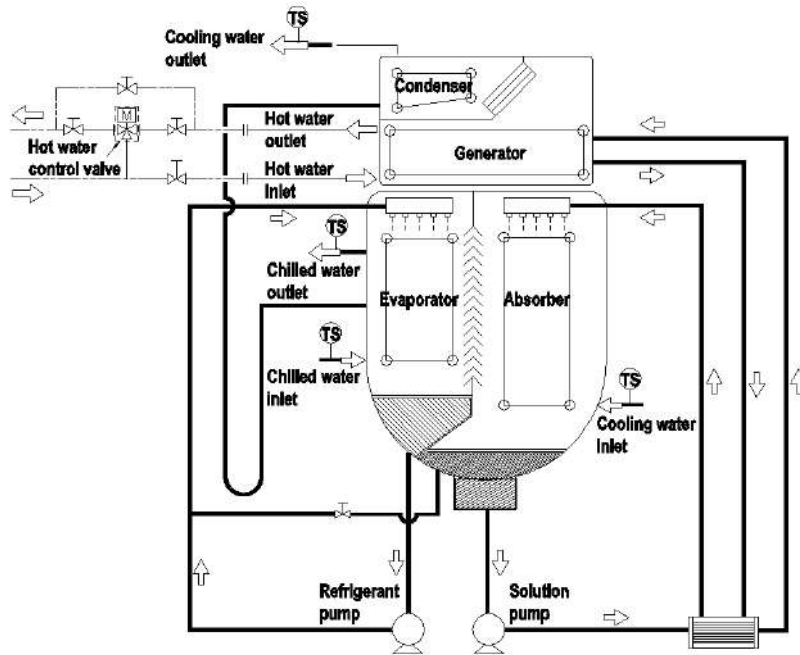 TS
Cooling water
outlet
Condenser
M
Hot water
outlet
Hot water
control valve
Generator
Hot water
Inlet
TS
Chilled water
outlet
Evaporator
Absorber
TS
Chilled water
inlet
TS
Cooling water
Inlet
Refrigerant
pump
Solution
pump